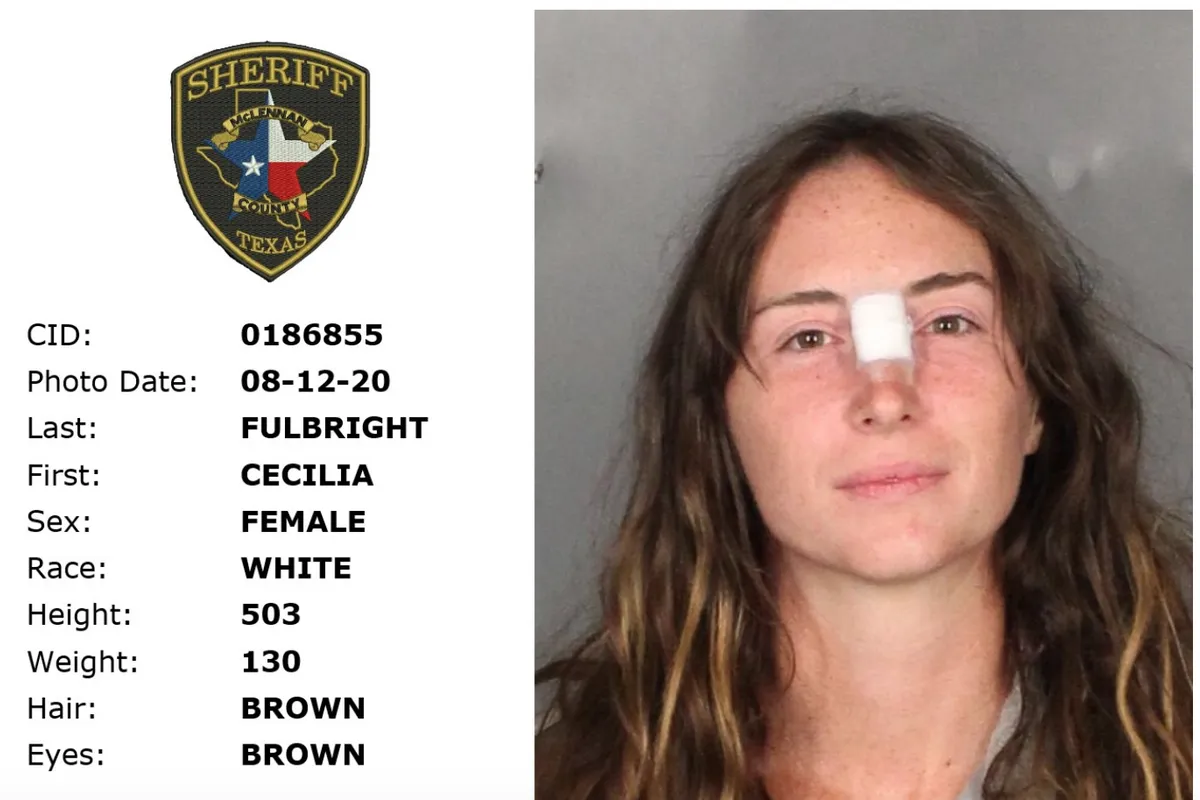 SHERIFF
McLENNAN
COUNTY
TEXAS
CID: 0186855
Photo Date: 08-12-20
Last: FULBRIGHT
First: CECILIA
Sex: FEMALE
Race: WHITE
Height: 503
Weight: 130
Hair: BROWN
Eyes: BROWN